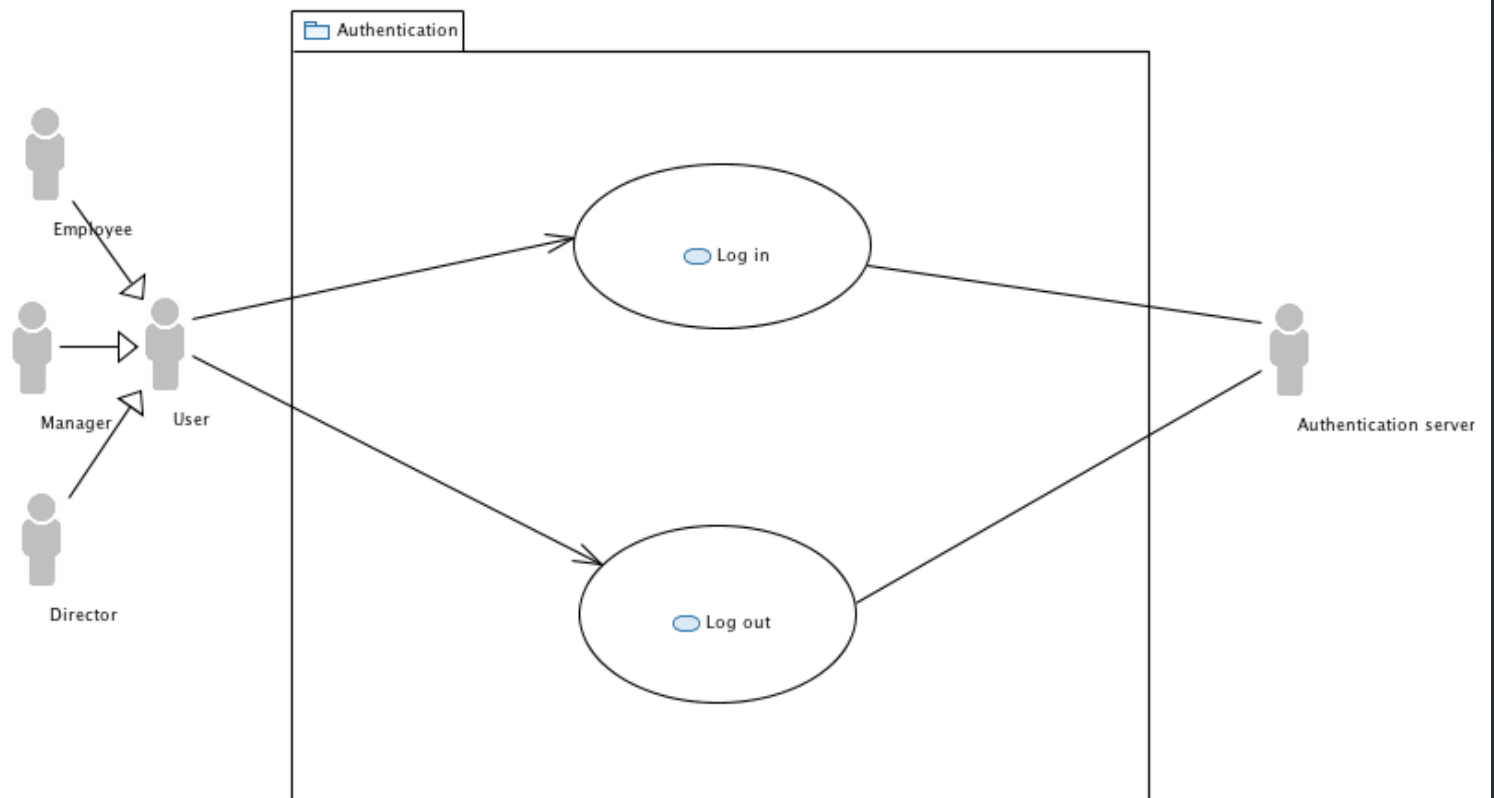 Authentication
Employee
Log in
Manager
User
Authentication server
Director
Log out